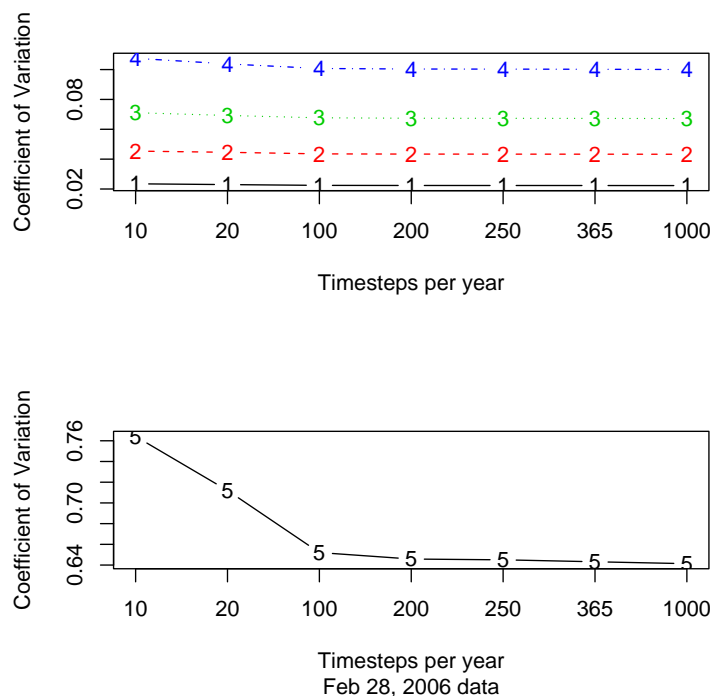 Coefficient of Variation
0.08
0.02
4 4 4 4 4 4 4
3 3 3 3 3 3 3
2 2 2 2 2 2 2
1 1 1 1 1 1 1
10 20 100 200 250 365 1000
Timesteps per year
Coefficient of Variation
0.76
0.70
0.64
5 5 5 5 5 5 5
10 20 100 200 250 365 1000
Timesteps per year
Feb 28, 2006 data